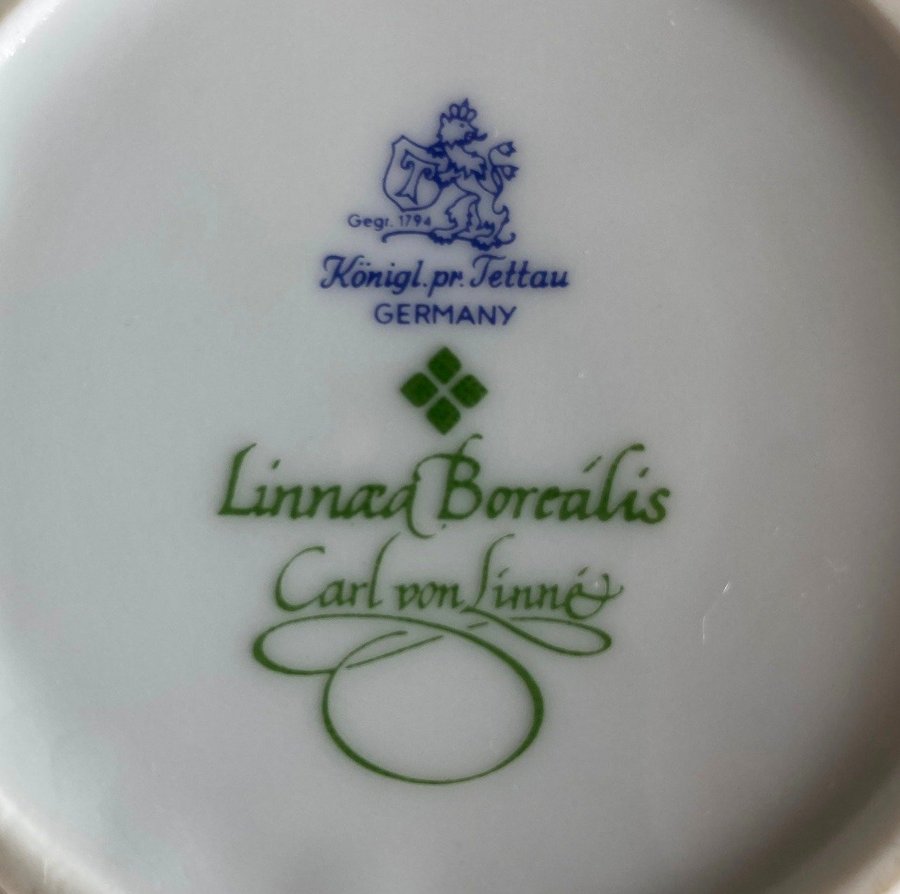 T
Gegr. 1794
Königl. pr. Tettau
GERMANY
Linnæa Boreális
Carl von Linné